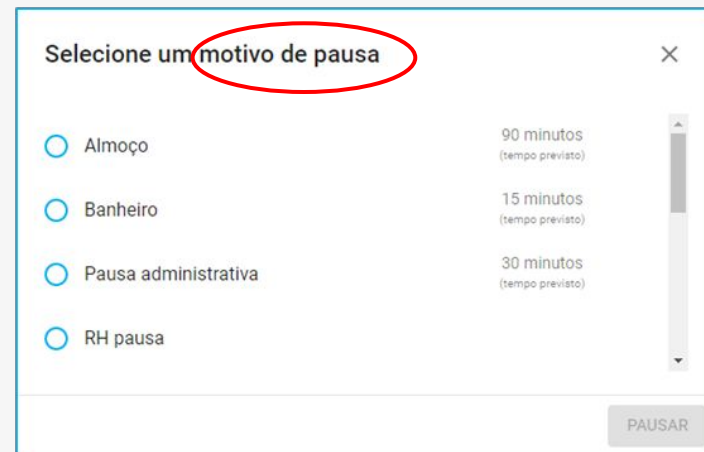 Selecione um motivo de pausa
Almoço
90 minutos
(tempo previsto)
Banheiro
15 minutos
(tempo previsto)
Pausa administrativa
30 minutos
(tempo previsto)
RH pausa
PAUSAR